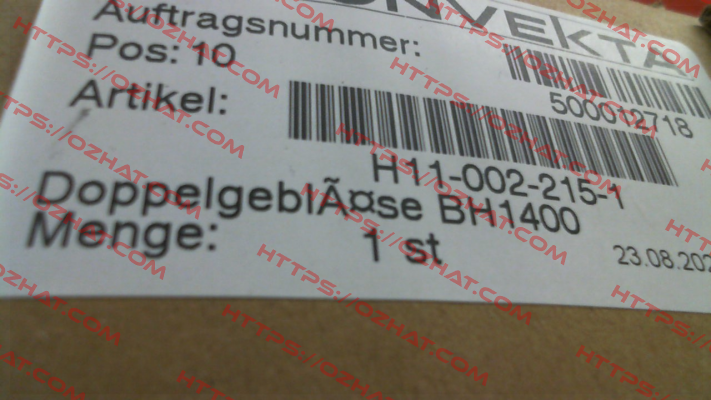 NVEKTA
Auftragsnummer:
500012718
Pos: 10
Artikel:
H11-002-215-1
DoppelgeblÃ¤se BH1400
Menge: 1 st
23.08.202
HTTPS://OZHAT.COM